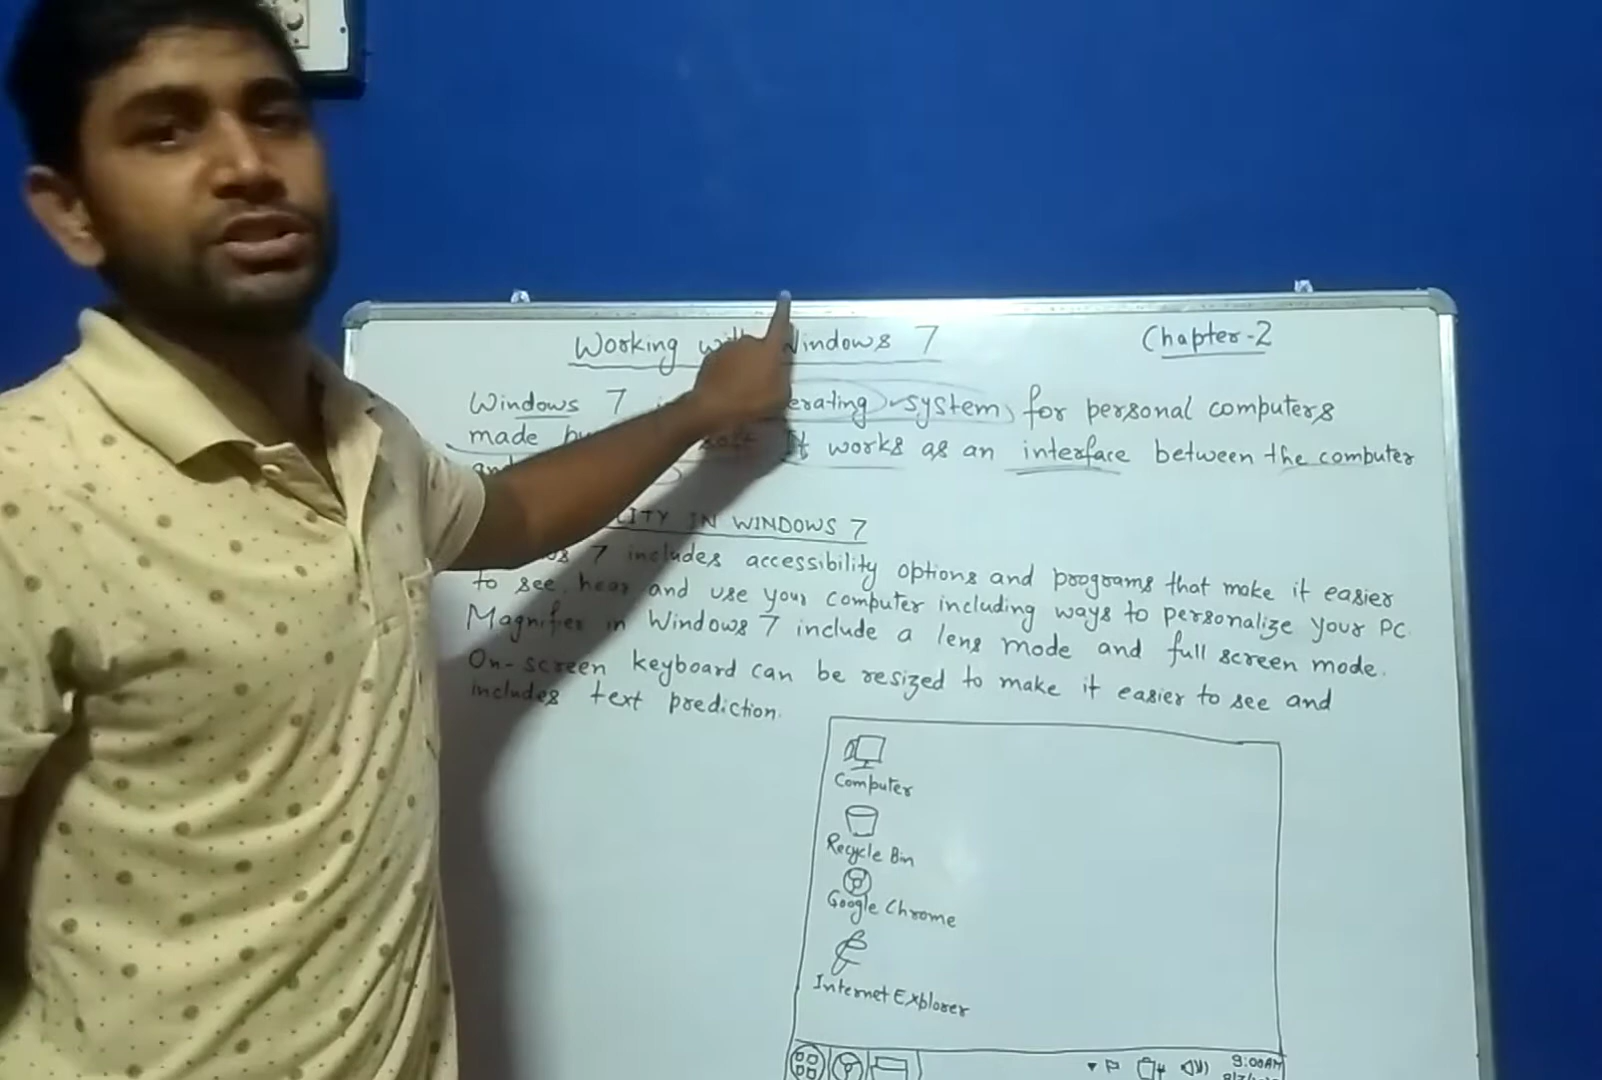 Working Windows 7
Chapter-2
Windows 7 system for personal computers
made It works as an interface between the computer
IN WINDOWS 7
7 includes accessibility options and programs that make it easier
to see, hear and use your computer including ways to personalize your PC.
Magnifier in Windows 7 include a lens mode and full screen mode.
On-screen keyboard can be resized to make it easier to see and
includes text prediction.
Computer
Recycle Bin
Google Chrome
Internet Explorer
9:00AM